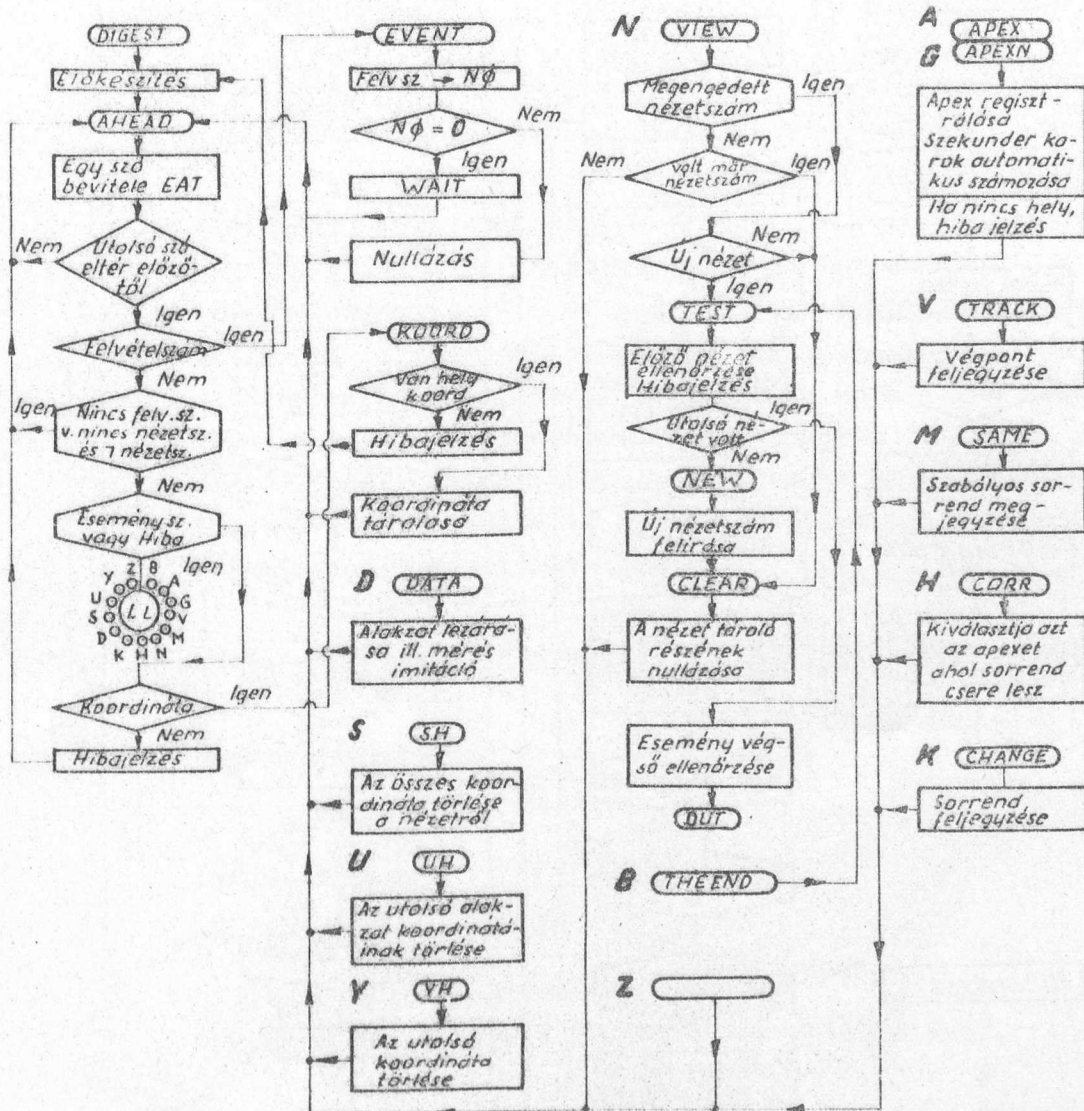 DIGEST
Előkészítés
AHEAD
Egy szó
bevitele EAT
Nem
Utolsó szó
eltér előző-
től
Igen
Felvételszám
Igen
Nem
Igen
Nincs felv.sz.
v. nincs nézetsz.
és ┐ nézetsz.
Nem
Esemény sz.
vagy Hiba
Igen
Z B
Y A
U G
S LL V
D M
K H N
Koordináta
Igen
Nem
Hibajelzés
EVENT
Felv sz → Nφ
Nφ = 0
Nem
Igen
WAIT
Nullázás
KOORD
Van hely
koord
Igen
Nem
Hibajelzés
Koordináta
tárolása
D DATA
Alakzat lezárá-
sa ill. mérés
imitáció
S SH
Az összes koor-
dináta törlése
a nézetről
U UH
Az utolsó alak-
zat koordinátá-
inak törlése
Y YH
Az utolsó
koordináta
törlése
N VIEW
Megengedett
nézetszám
Igen
Nem
Nem
Volt már
nézetszám
Igen
Új nézet
Nem
Igen
TEST
Előző nézet
ellenőrzése
Hibajelzés
Utolsó né-
zet volt
Igen
Nem
NEW
Új nézetszám
felirása
CLEAR
A nézet tároló
részének
nullázása
Esemény vég-
ső ellenőrzése
OUT
B THE END
Z
A APEX
G APEXN
Apex regiszt-
rálása
Szekunder ka-
rok automati-
kus számozása
Ha nincs hely,
hiba jelzés
V TRACK
Végpont
feljegyzése
M SAME
Szabályos sor-
rend meg-
jegyzése
H CORR
Kiválasztja azt
az apexet
ahol sorrend
csere lesz
K CHANGE
Sorrend
feljegyzése